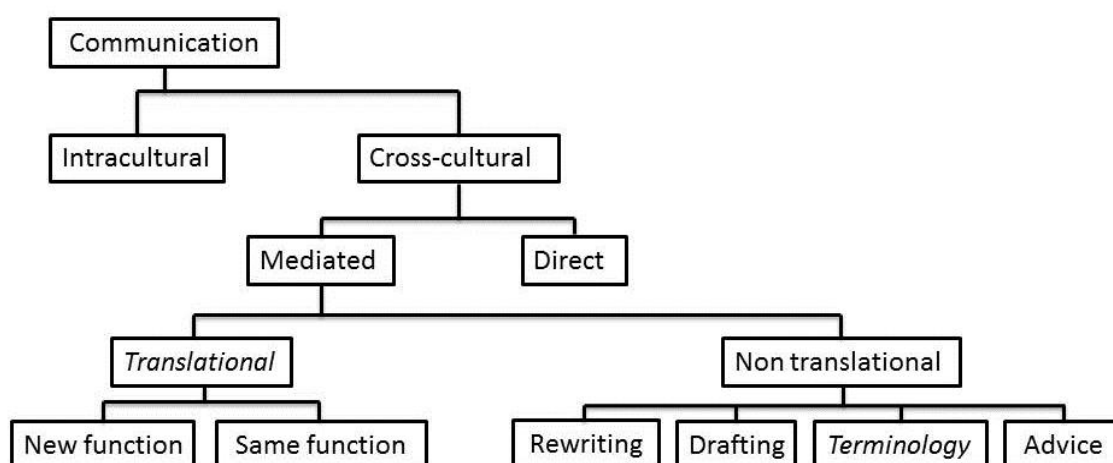 Communication
Intracultural
Cross-cultural
Mediated
Direct
Translational
Non translational
New function
Same function
Rewriting
Drafting
Terminology
Advice